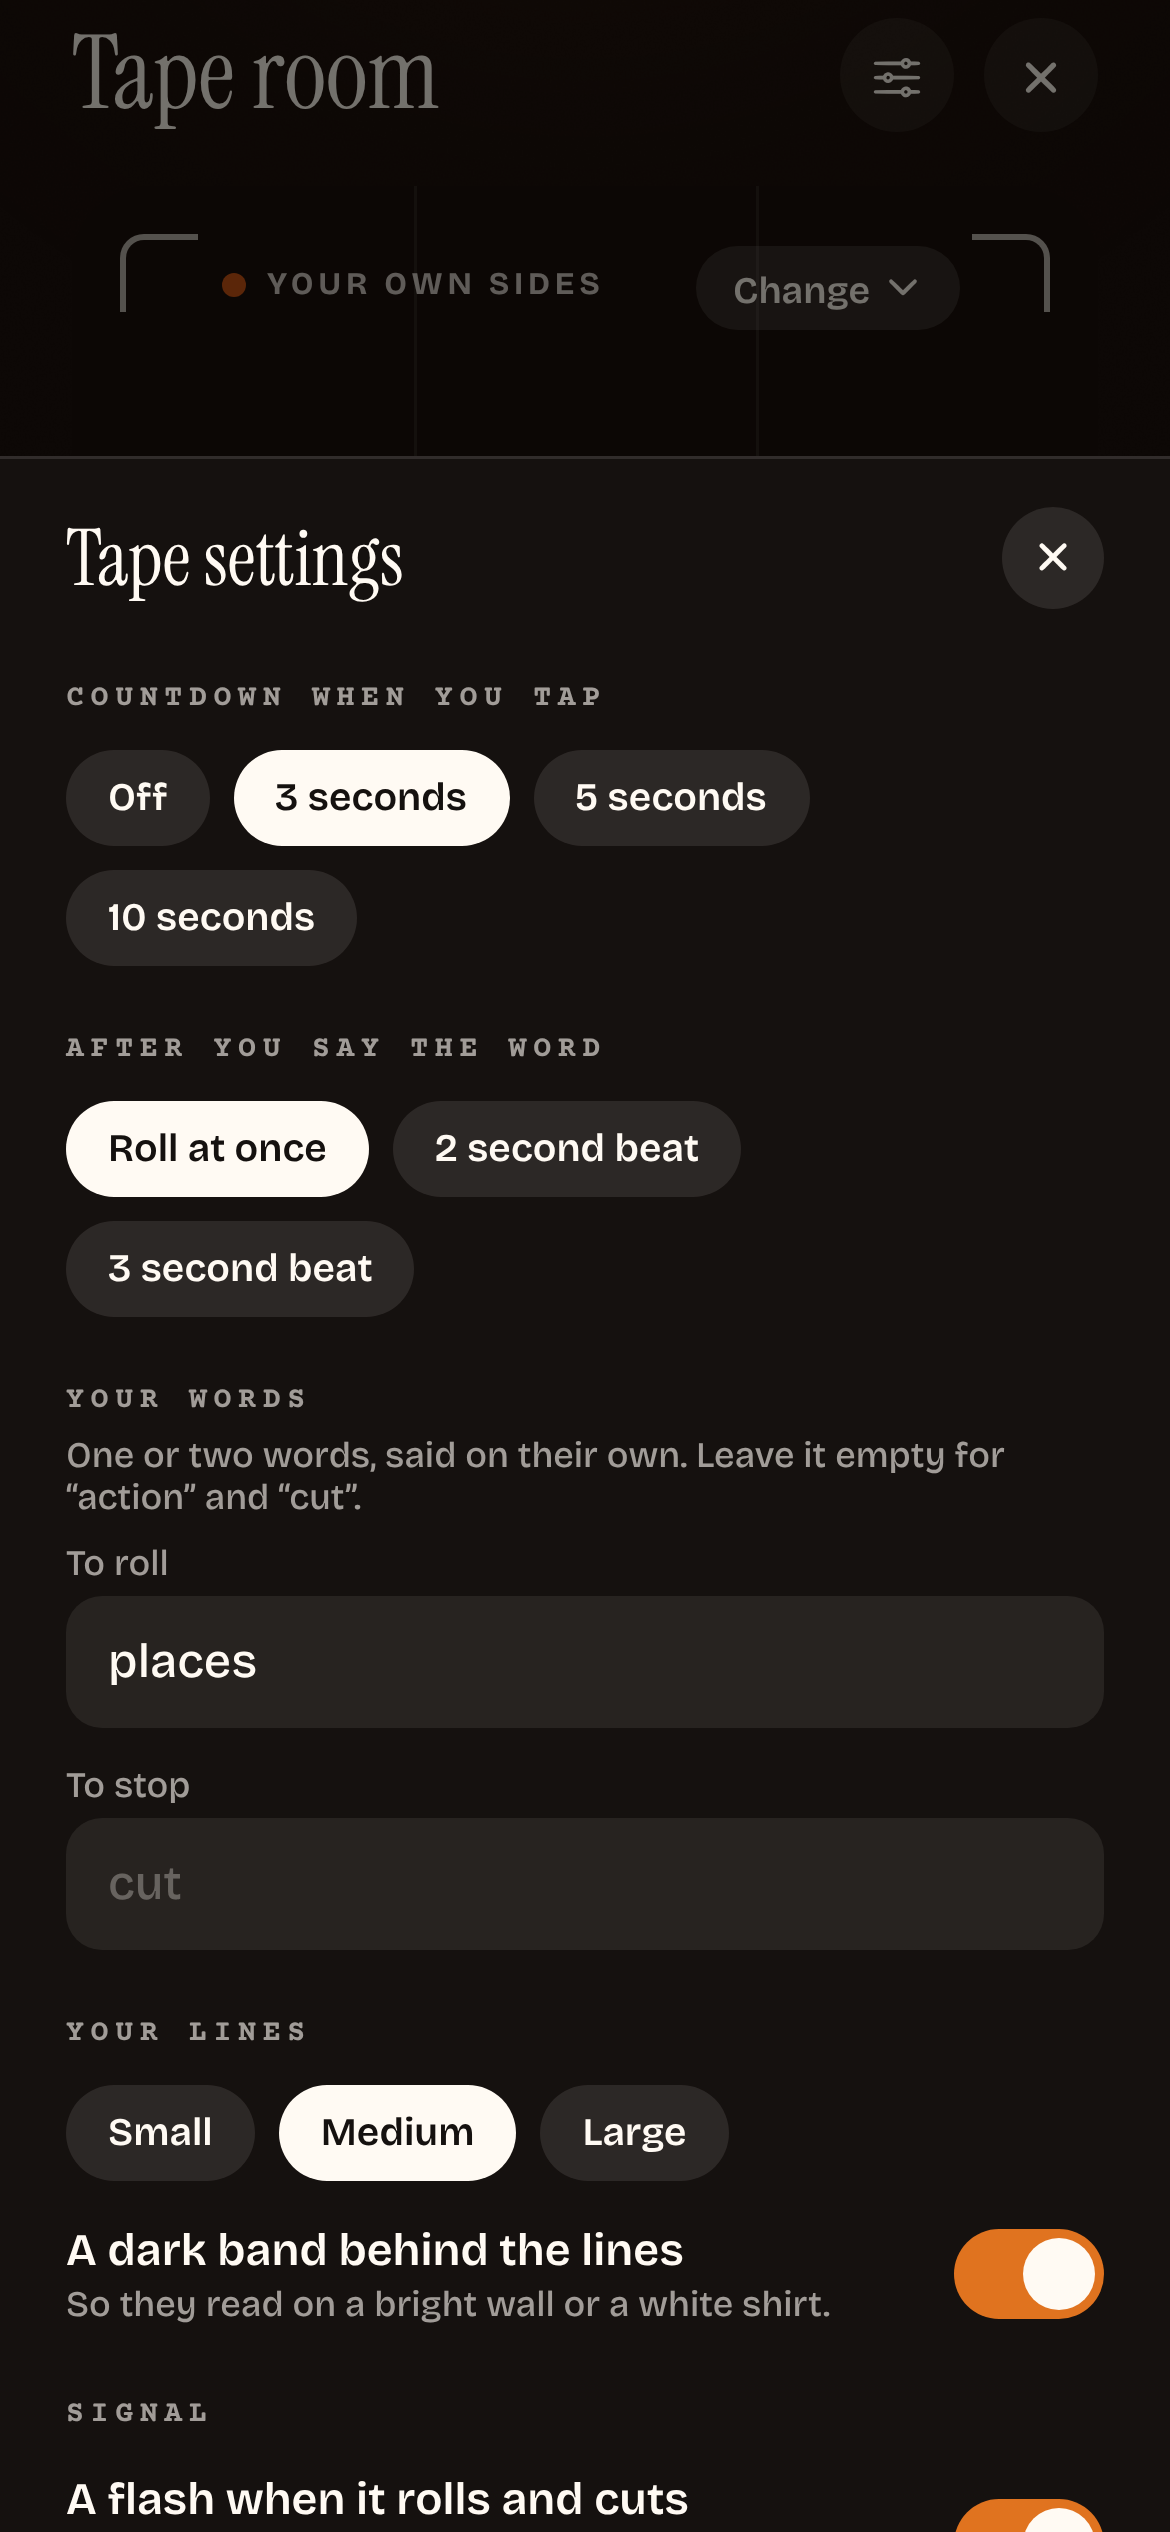 Tape room
YOUR OWN SIDES
Change
Tape settings
COUNTDOWN WHEN YOU TAP
Off
3 seconds
5 seconds
10 seconds
AFTER YOU SAY THE WORD
Roll at once
2 second beat
3 second beat
YOUR WORDS
One or two words, said on their own. Leave it empty for
“action” and “cut”.
To roll
places
To stop
cut
YOUR LINES
Small
Medium
Large
A dark band behind the lines
So they read on a bright wall or a white shirt.
SIGNAL
A flash when it rolls and cuts